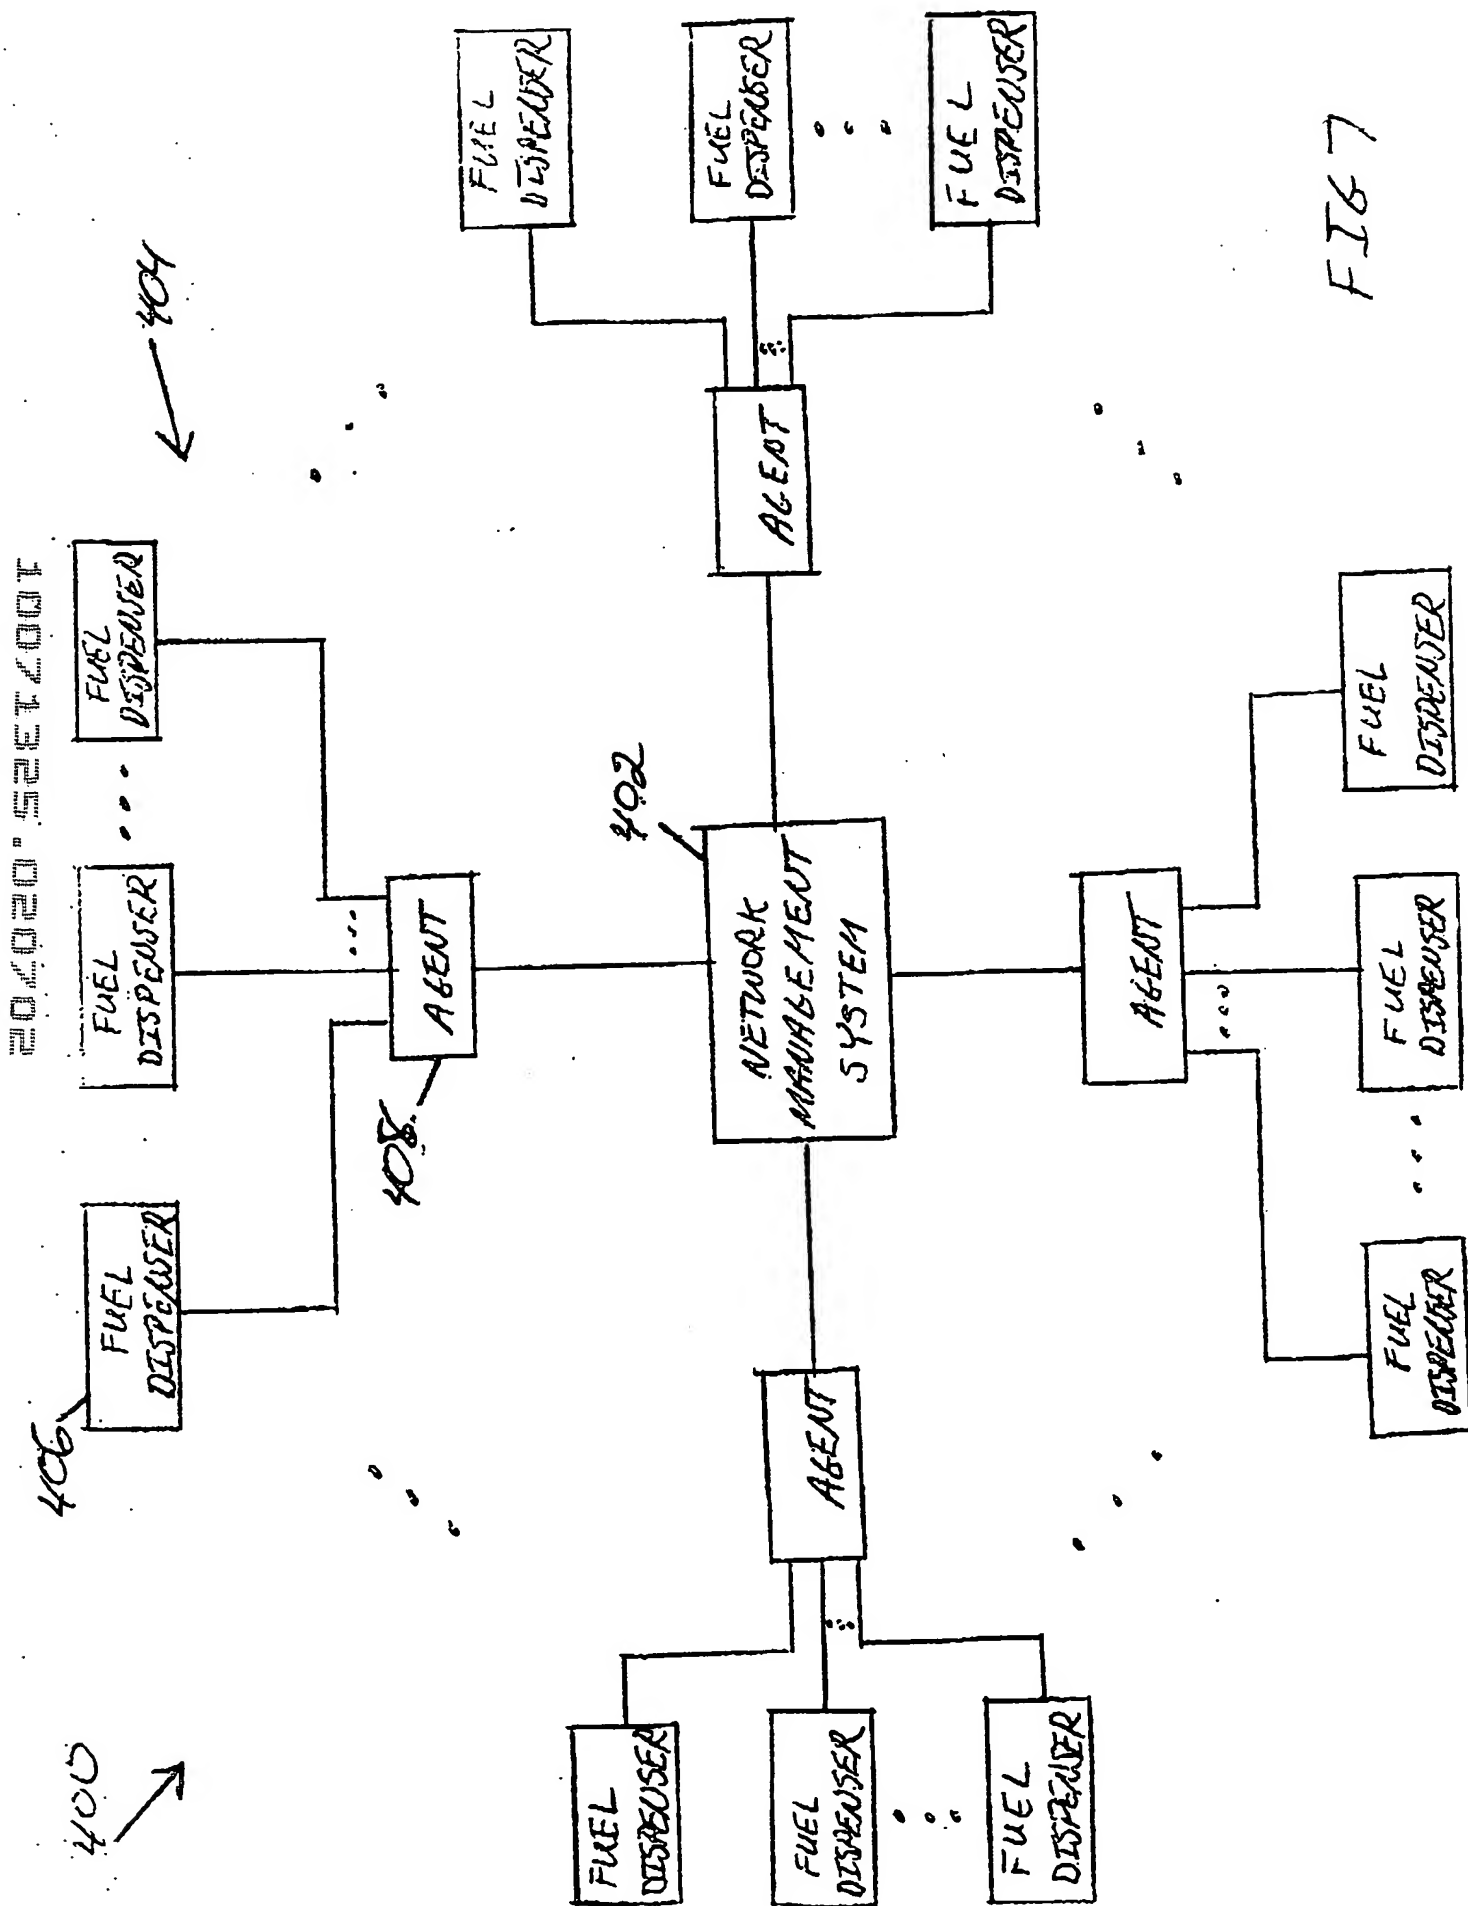 10071325.020702
400
406
404
FUEL
DISPENSER
FUEL
DISPENSER
FUEL
DISPENSER
408
AGENT
402
FUEL
DISPENSER
FUEL
DISPENSER
FUEL
DISPENSER
AGENT
NETWORK
MANAGEMENT
SYSTEM
AGENT
FUEL
DISPENSER
FUEL
DISPENSER
FUEL
DISPENSER
AGENT
FUEL
DISPENSER
FUEL
DISPENSER
FUEL
DISPENSER
FIG 7